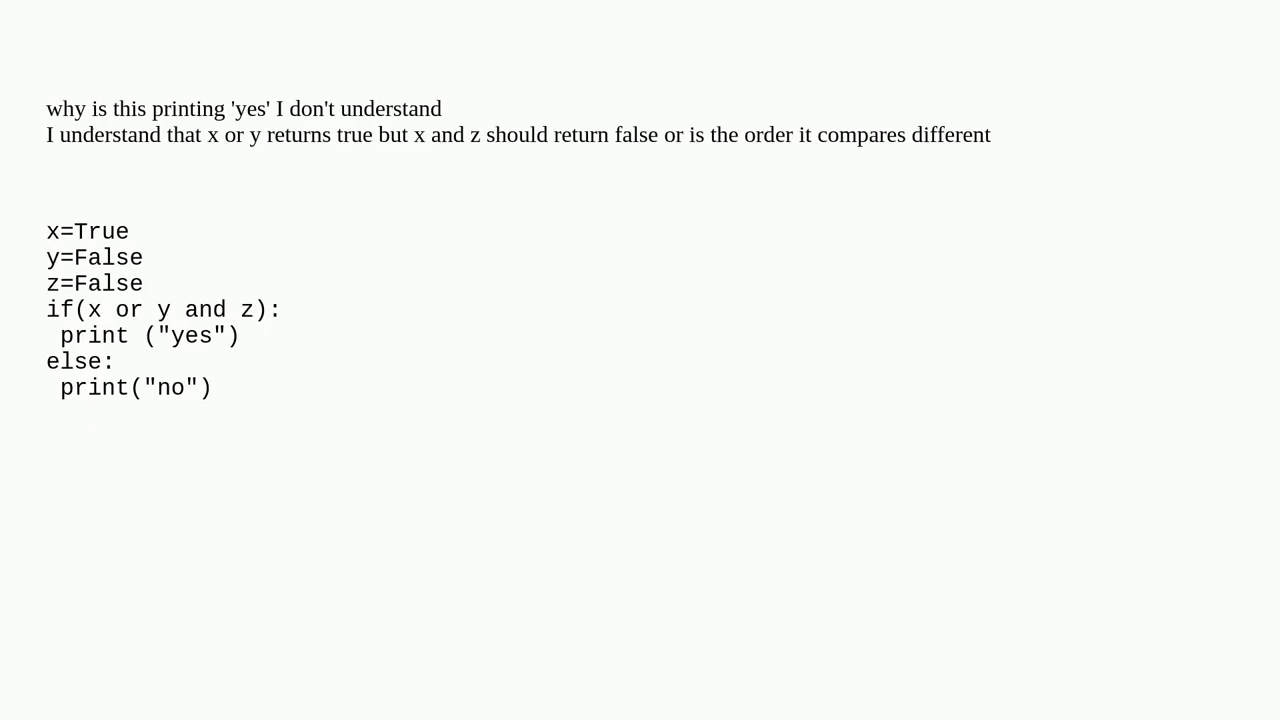 why is this printing 'yes' I don't understand
I understand that x or y returns true but x and z should return false or is the order it compares different
x=True
y=False
z=False
if(x or y and z):
 print ("yes")
else:
 print("no")